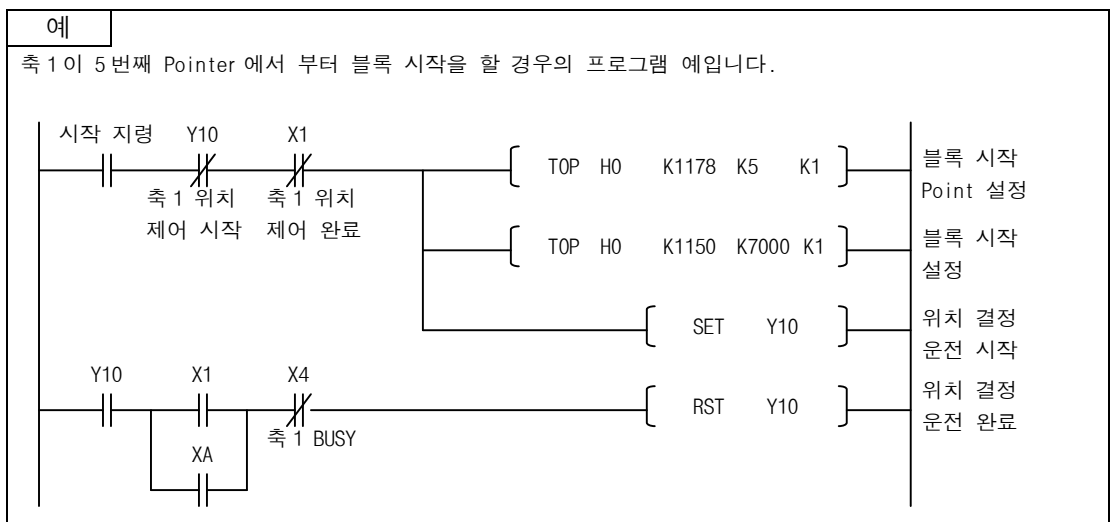 예
축1이 5번째 Pointer에서 부터 블록 시작을 할 경우의 프로그램 예입니다.
시작 지령 Y10 X1
축1 위치 제어 시작
축1 위치 제어 완료
TOP H0 K1178 K5 K1
블록 시작
Point 설정
TOP H0 K1150 K7000 K1
블록 시작
설정
SET Y10
위치 결정
운전 시작
Y10 X1 X4
축1 BUSY
XA
RST Y10
위치 결정
운전 완료